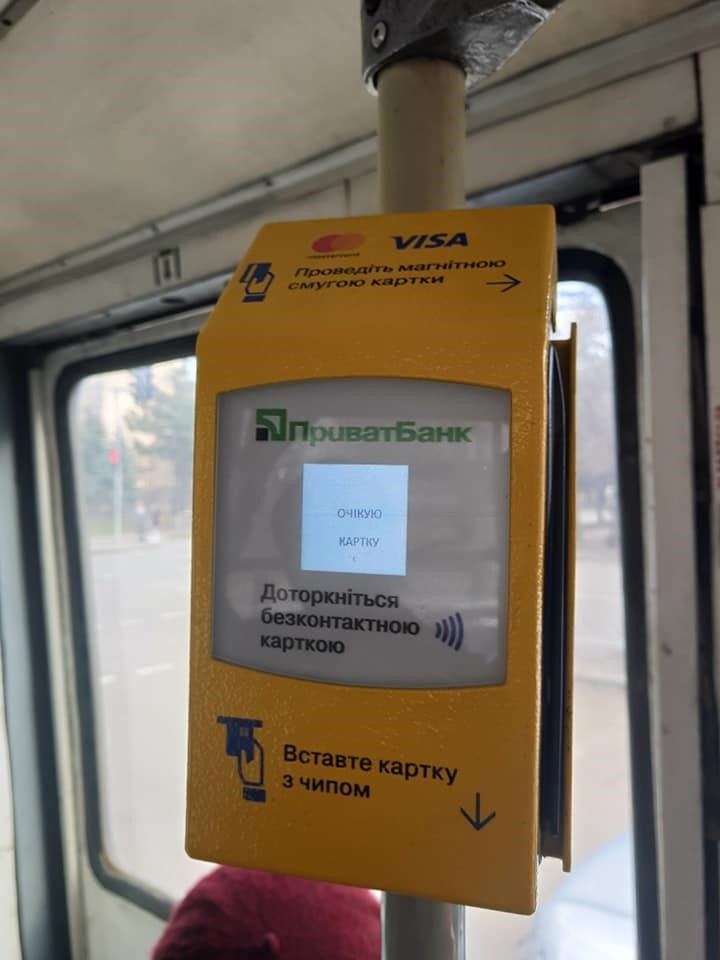 VISA
Проведіть магнітною
смугою картки
ПриватБанк
ОЧІКУЮ
КАРТКУ
Доторкніться
безконтактною
карткою
Вставте картку
з чипом